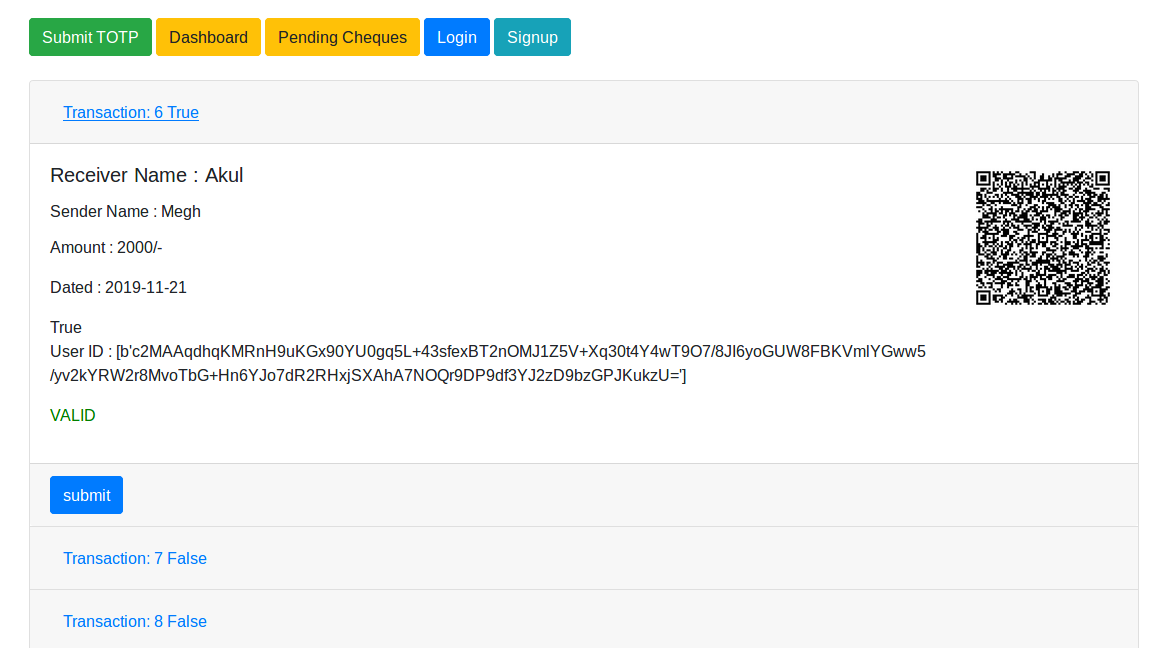 Submit TOTP Dashboard Pending Cheques Login Signup
Transaction: 6 True
Receiver Name : Akul
Sender Name : Megh
Amount : 2000/-
Dated : 2019-11-21
True
User ID : [b'c2MAAqdhqKMRnH9uKGx90YU0gq5L+43sfexBT2nOMJ1Z5V+Xq30t4Y4wT9O7/8JI6yoGUW8FBKVmlYGww5
/yv2kYRW2r8MvoTbG+Hn6YJo7dR2RHxjSXAhA7NOQr9DP9df3YJ2zD9bzGPJKukzU=']
VALID
submit
Transaction: 7 False
Transaction: 8 False